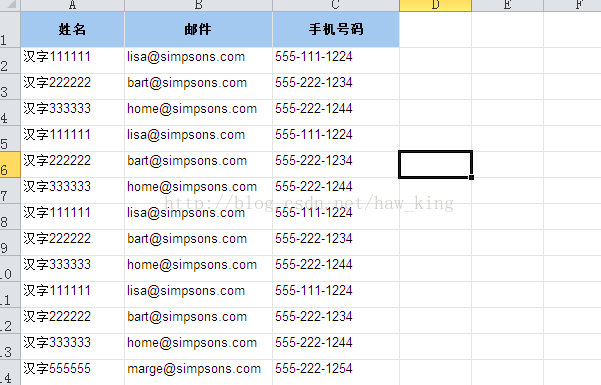 A B C D E F
1 姓名 邮件 手机号码
2 汉字111111 lisa@simpsons.com 555-111-1224
3 汉字222222 bart@simpsons.com 555-222-1234
4 汉字333333 home@simpsons.com 555-222-1244
5 汉字111111 lisa@simpsons.com 555-111-1224
6 汉字222222 bart@simpsons.com 555-222-1234
7 汉字333333 home@simpsons.com 555-222-1244
http://blog.csdn.net/haw_king
8 汉字111111 lisa@simpsons.com 555-111-1224
9 汉字222222 bart@simpsons.com 555-222-1234
10 汉字333333 home@simpsons.com 555-222-1244
11 汉字111111 lisa@simpsons.com 555-111-1224
12 汉字222222 bart@simpsons.com 555-222-1234
13 汉字333333 home@simpsons.com 555-222-1244
14 汉字555555 marge@simpsons.com 555-222-1254